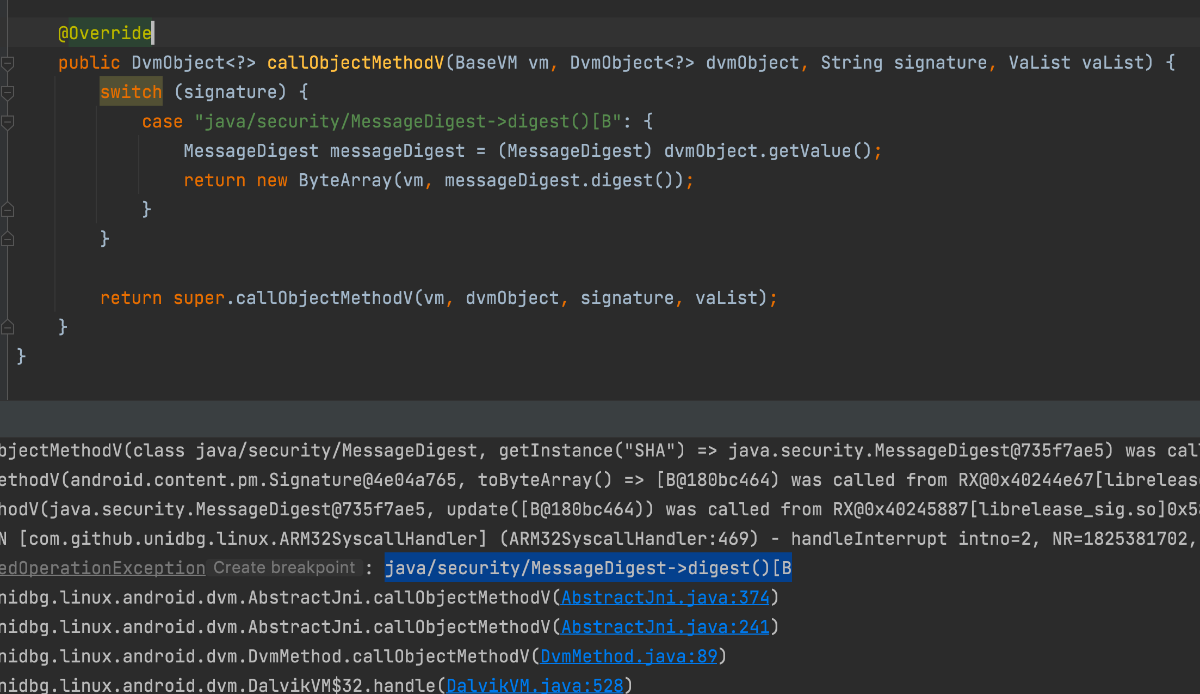 @Override
public DvmObject<?> callObjectMethodV(BaseVM vm, DvmObject<?> dvmObject, String signature, VaList vaList) {
switch (signature) {
case "java/security/MessageDigest->digest()[B": {
MessageDigest messageDigest = (MessageDigest) dvmObject.getValue();
return new ByteArray(vm, messageDigest.digest());
}
}
return super.callObjectMethodV(vm, dvmObject, signature, vaList);
}
}
bjectMethodV(class java/security/MessageDigest, getInstance("SHA") => java.security.MessageDigest@735f7ae5) was cal
ethodV(android.content.pm.Signature@4e04a765, toByteArray() => [B@180bc464) was called from RX@0x40244e67[librelease
hodV(java.security.MessageDigest@735f7ae5, update([B@180bc464)) was called from RX@0x40245887[librelease_sig.so]0x58
N [com.github.unidbg.linux.ARM32SyscallHandler] (ARM32SyscallHandler:469) - handleInterrupt intno=2, NR=1825381702,
edOperationException Create breakpoint : java/security/MessageDigest->digest()[B
nidbg.linux.android.dvm.AbstractJni.callObjectMethodV(AbstractJni.java:374)
nidbg.linux.android.dvm.AbstractJni.callObjectMethodV(AbstractJni.java:241)
nidbg.linux.android.dvm.DvmMethod.callObjectMethodV(DvmMethod.java:89)
nidbg.linux.android.dvm.DalvikVM$32.handle(DalvikVM.java:528)